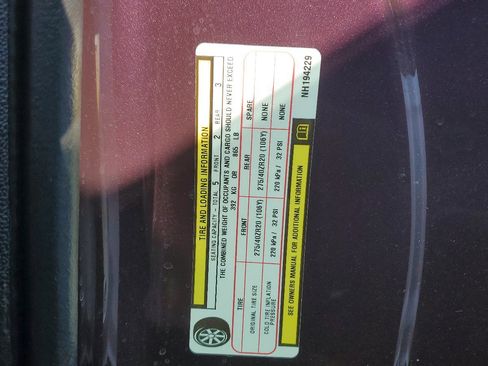 TIRE AND LOADING INFORMATION
SEATING CAPACITY - TOTAL 5 FRONT 2 REAR 3
THE COMBINED WEIGHT OF OCCUPANTS AND CARGO SHOULD NEVER EXCEED
392 KG OR 865 LB
TIRE FRONT REAR SPARE
ORIGINAL TIRE SIZE 275/40ZR20 (106Y) 275/40ZR20 (106Y) NONE
COLD TIRE INFLATION PRESSURE 220 kPa / 32 PSI 220 kPa / 32 PSI NONE
SEE OWNERS MANUAL FOR ADDITIONAL INFORMATION
NH194229